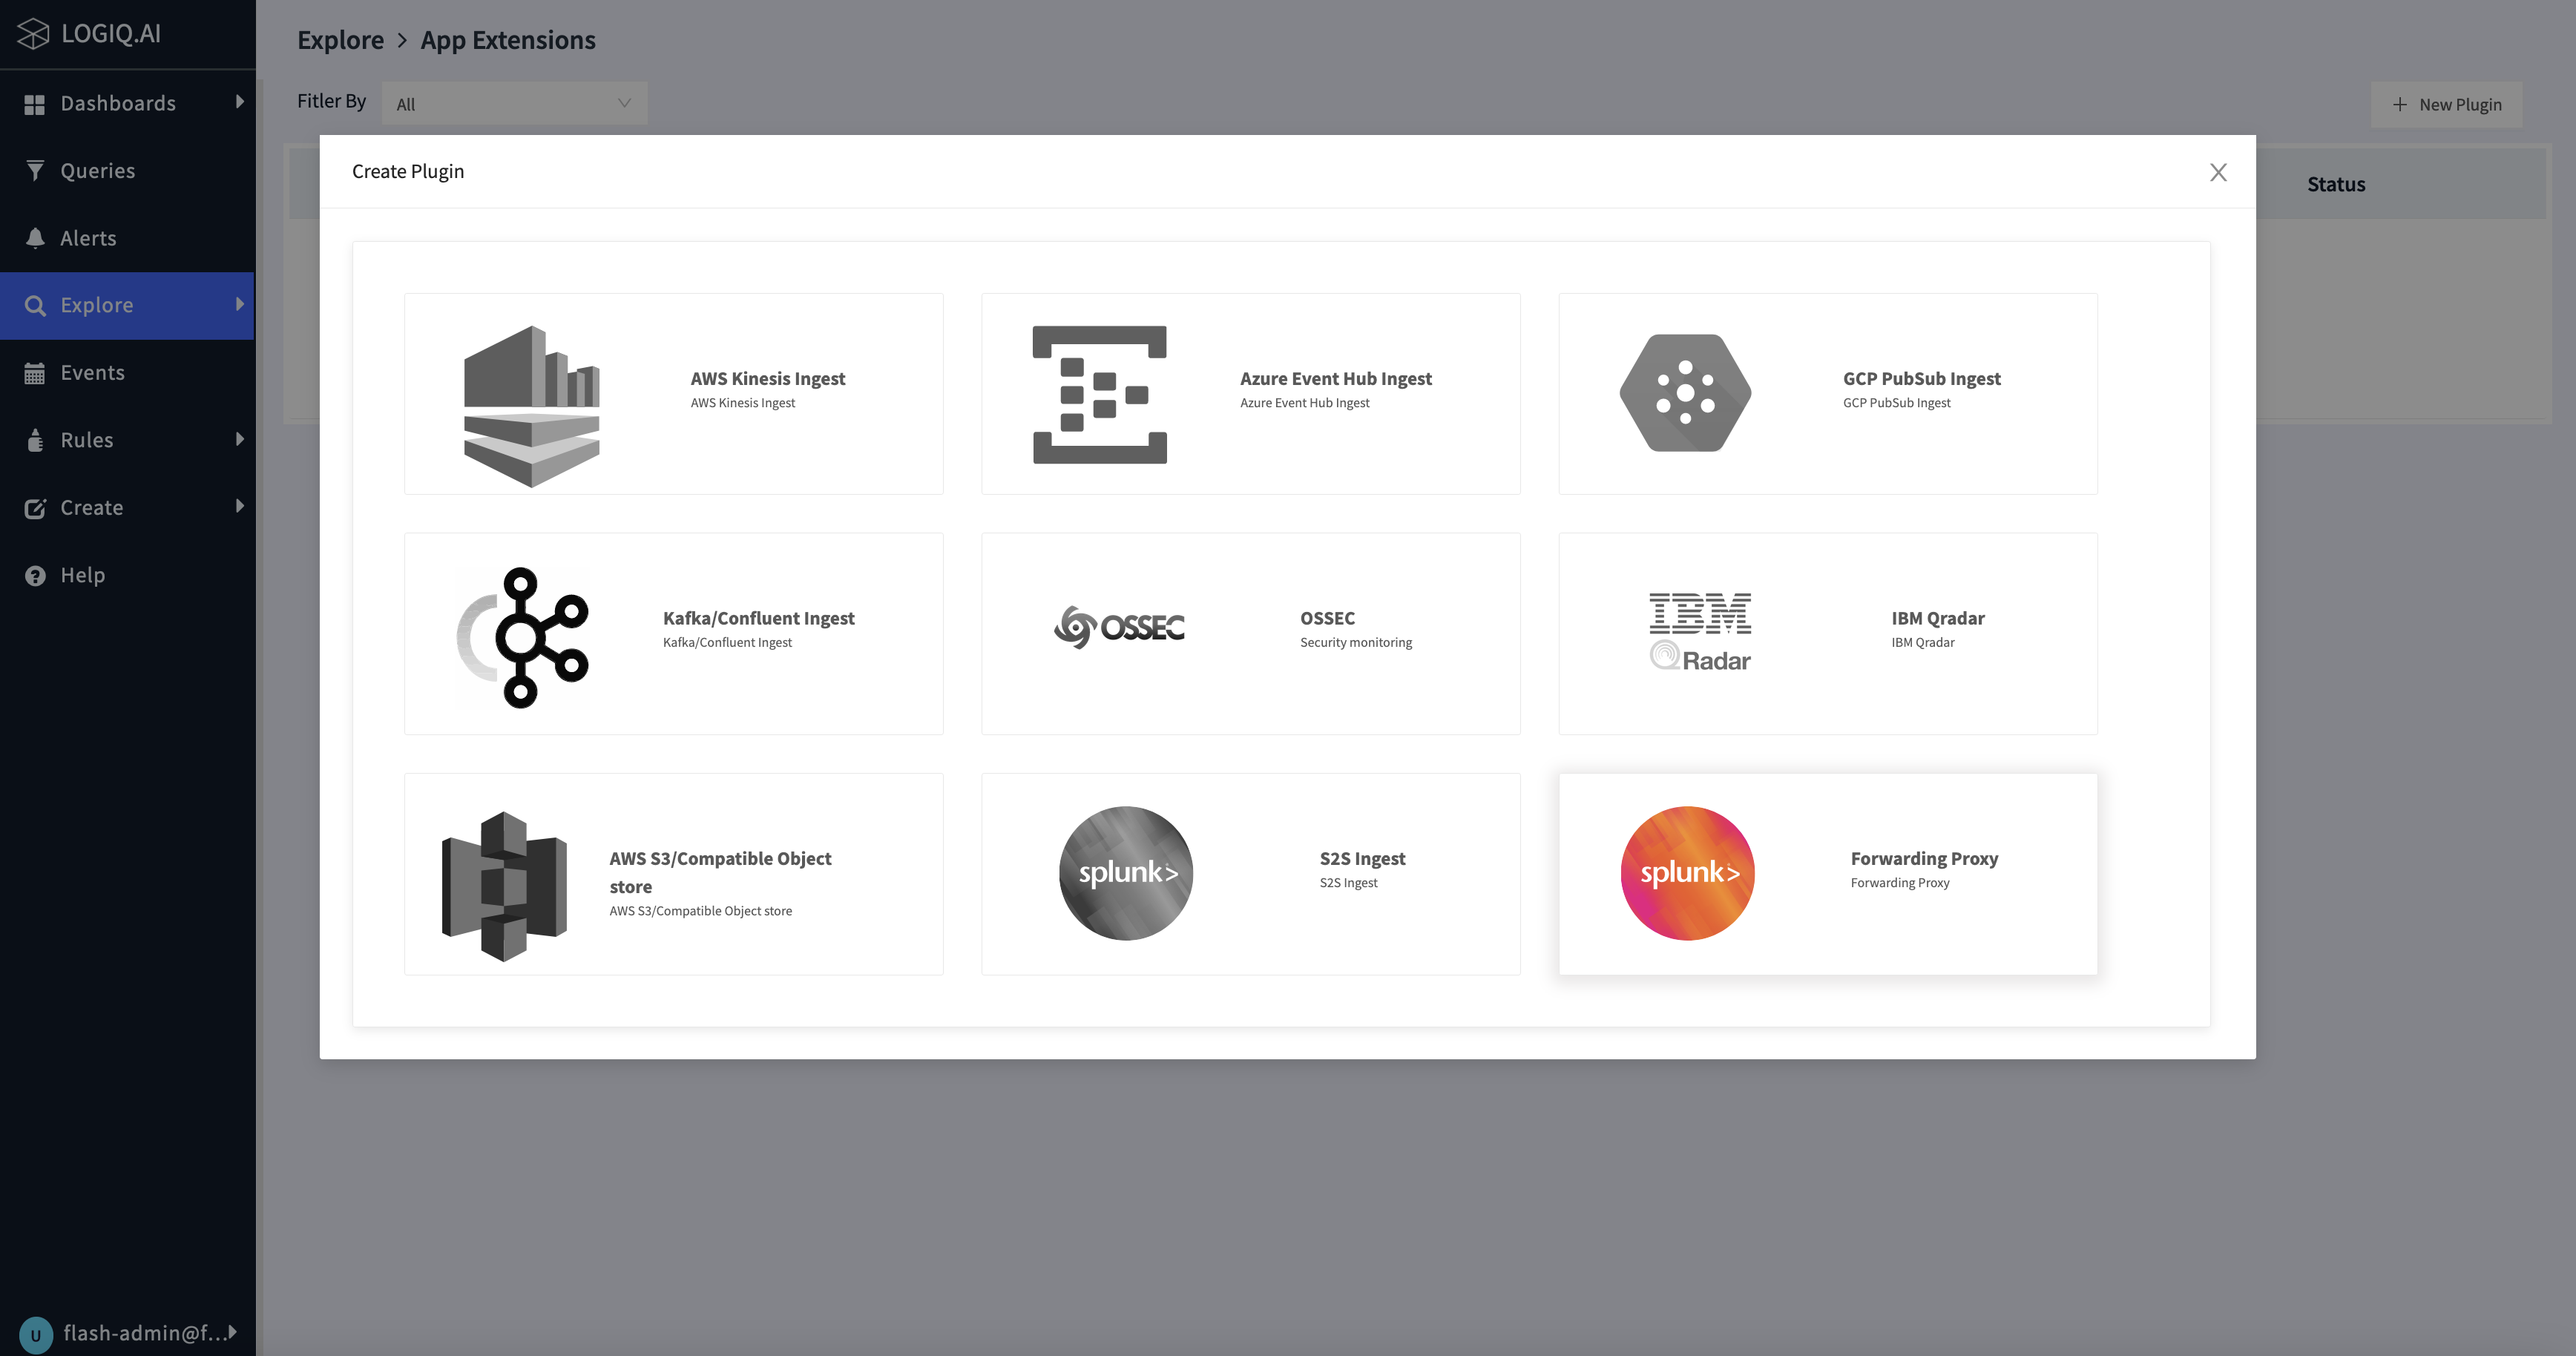 LOGIQ.AI
Dashboards
Queries
Alerts
Explore
Events
Rules
Create
Help
U flash-admin@f...
Explore > App Extensions
Fitler By All
+ New Plugin
Status
Create Plugin
AWS Kinesis Ingest
AWS Kinesis Ingest
Azure Event Hub Ingest
Azure Event Hub Ingest
GCP PubSub Ingest
GCP PubSub Ingest
Kafka/Confluent Ingest
Kafka/Confluent Ingest
OSSEC
OSSEC
Security monitoring
IBM
QRadar
IBM Qradar
IBM Qradar
AWS S3/Compatible Object
store
AWS S3/Compatible Object store
splunk>
S2S Ingest
S2S Ingest
splunk>
Forwarding Proxy
Forwarding Proxy